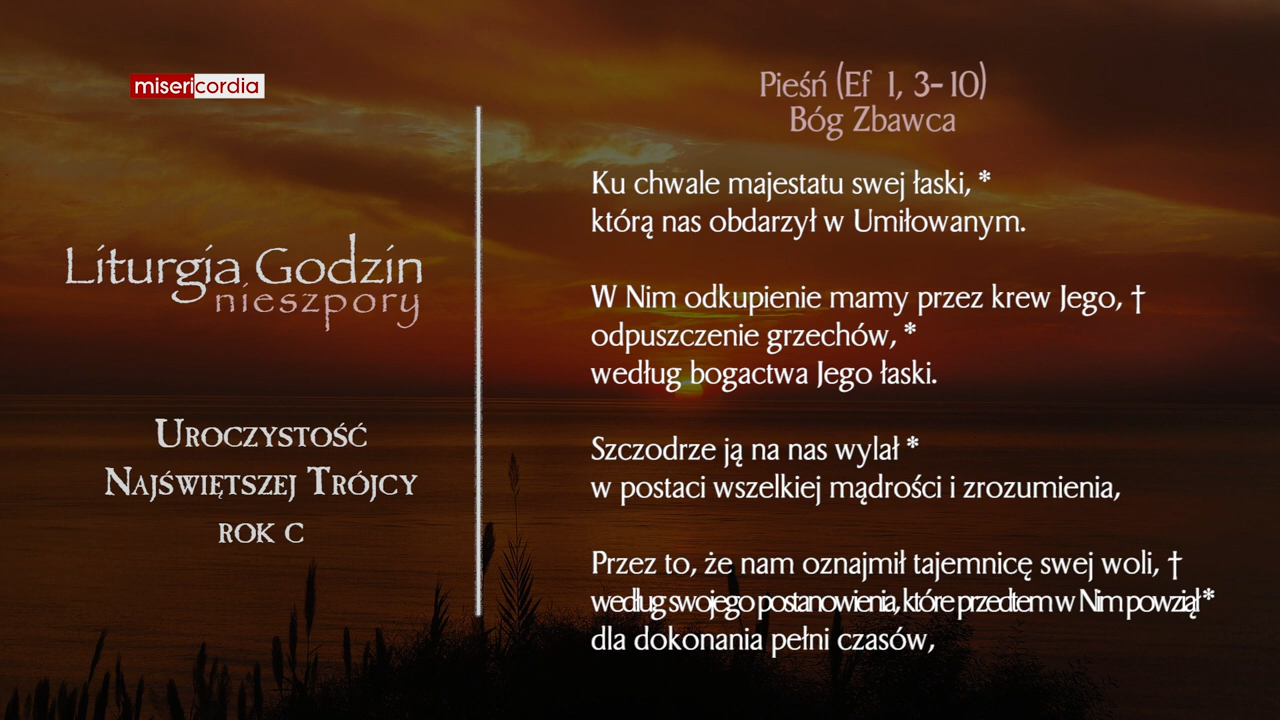 misericordia
Liturgia Godzin
nieszpory
Uroczystość
Najświętszej Trójcy
rok C
Pieśń (Ef 1, 3-10)
Bóg Zbawca
Ku chwale majestatu swej łaski, *
którą nas obdarzył w Umiłowanym.
W Nim odkupienie mamy przez krew Jego, †
odpuszczenie grzechów, *
według bogactwa Jego łaski.
Szczodrze ją na nas wylał *
w postaci wszelkiej mądrości i zrozumienia,
Przez to, że nam oznajmił tajemnicę swej woli, †
według swojego postanowienia, które przedtem w Nim powziął *
dla dokonania pełni czasów,